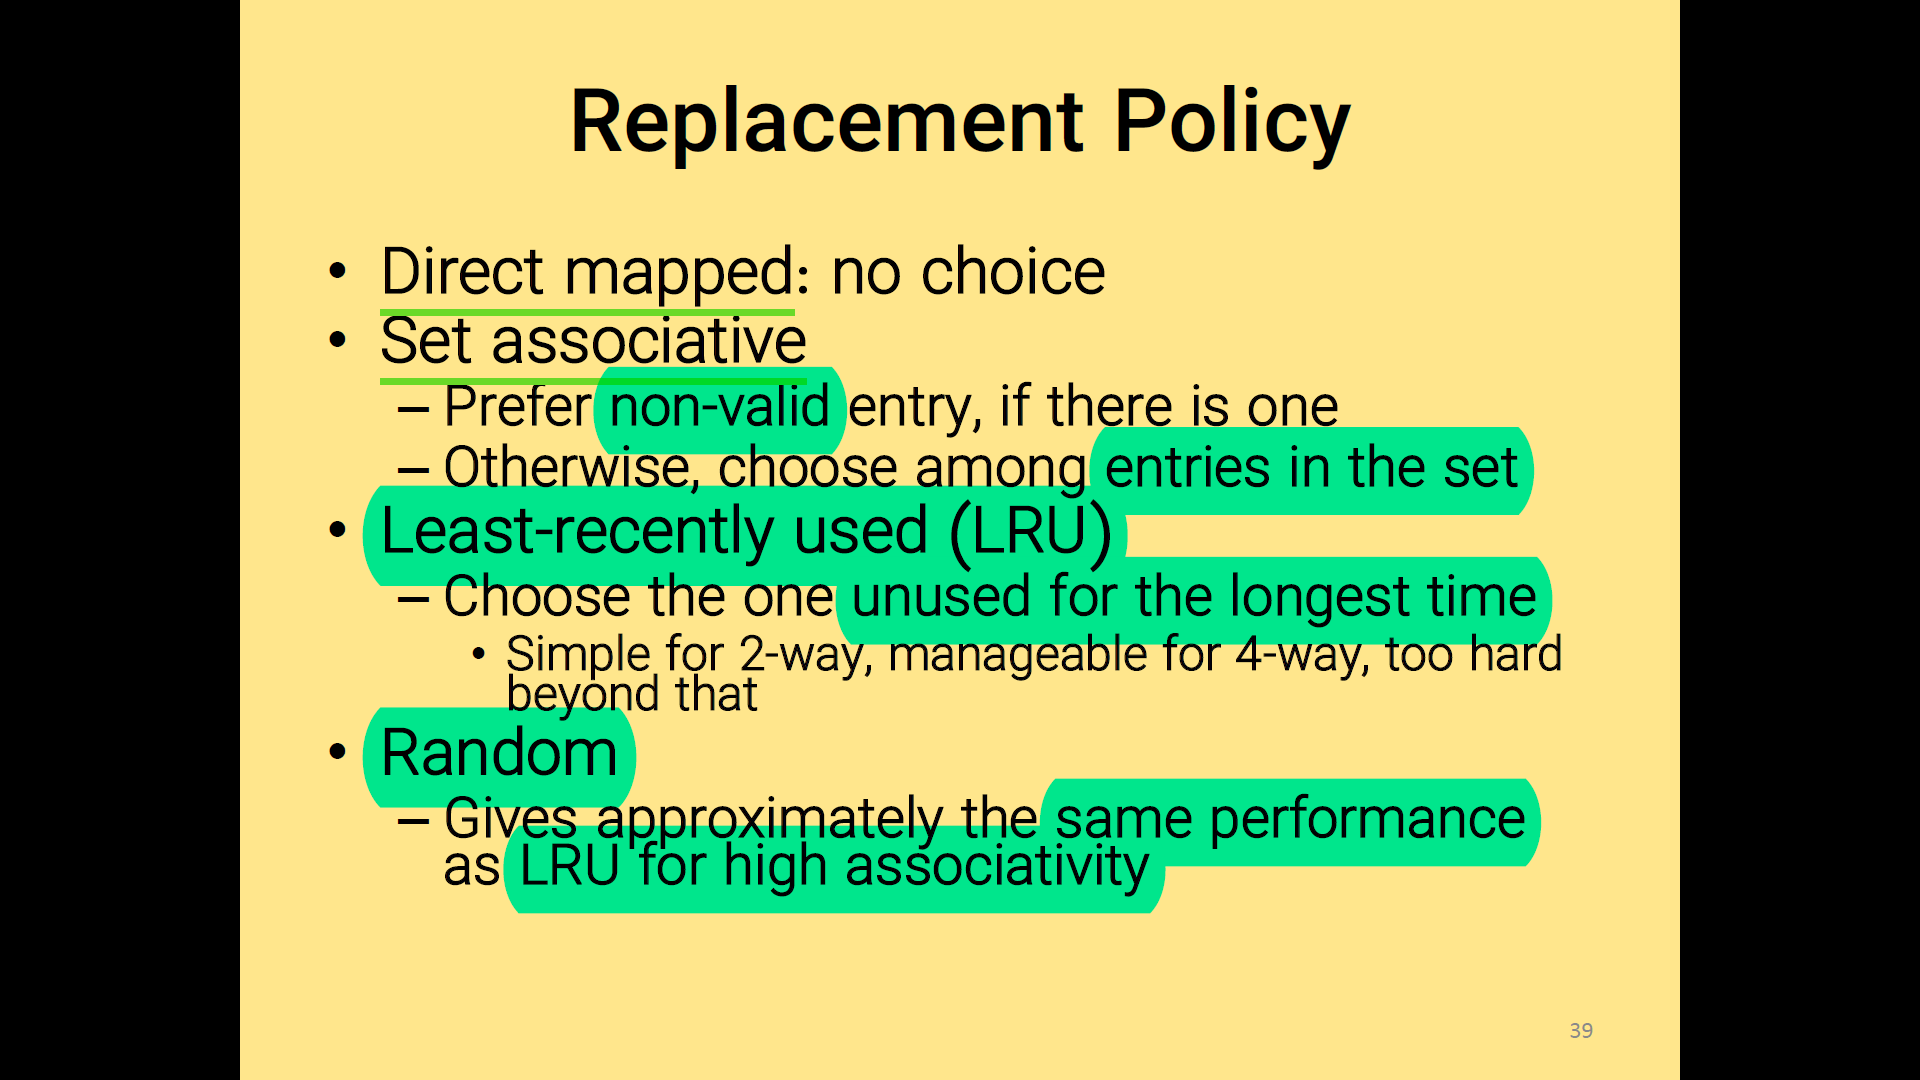 Replacement Policy
• Direct mapped: no choice
• Set associative
– Prefer non-valid entry, if there is one
– Otherwise, choose among entries in the set
• Least-recently used (LRU)
– Choose the one unused for the longest time
• Simple for 2-way, manageable for 4-way, too hard
beyond that
• Random
– Gives approximately the same performance
as LRU for high associativity
39